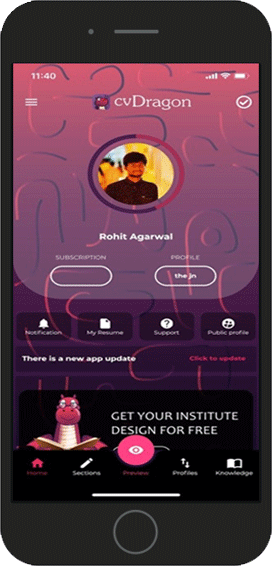 11:40
cvDragon
Rohit Agarwal
SUBSCRIPTION PROFILE
the jn
Notification My Resume Support Public profile
There is a new app update Click to update
GET YOUR INSTITUTE
DESIGN FOR FREE
Home Sections Preview Profiles Knowledge